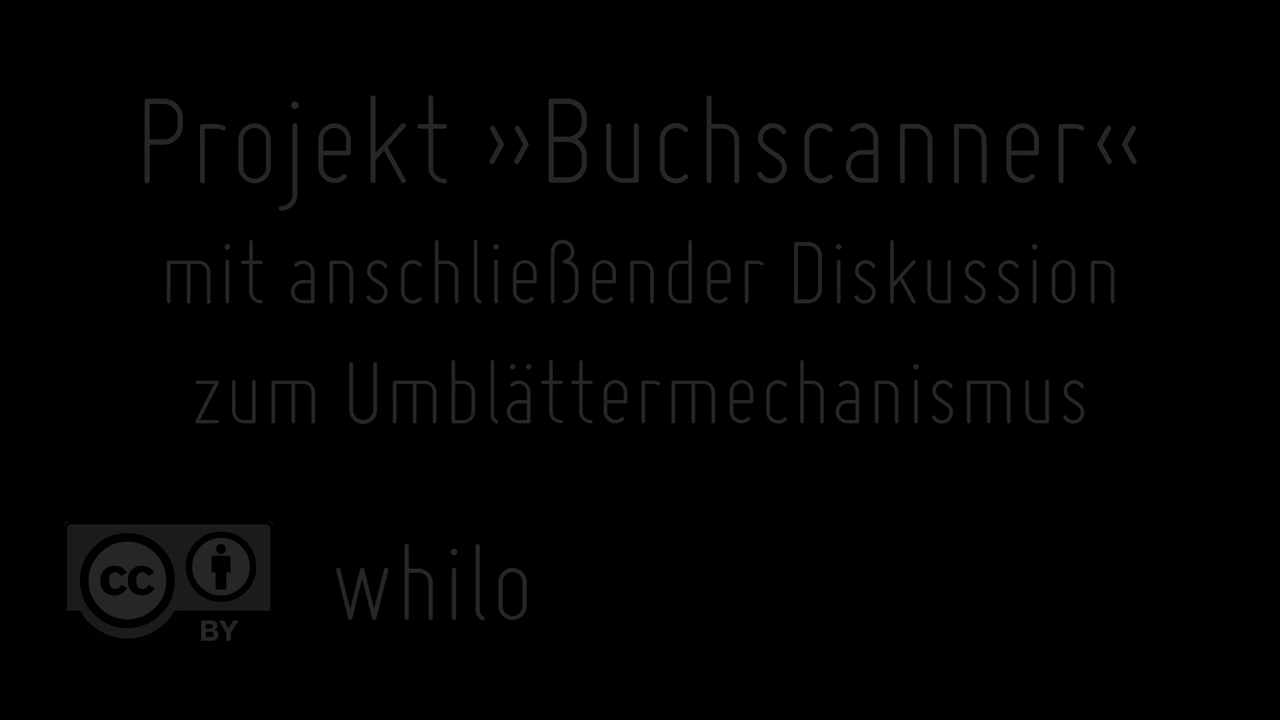 Projekt »Buchscanner«
mit anschließender Diskussion
zum Umblättermechanismus
CC BY whilo